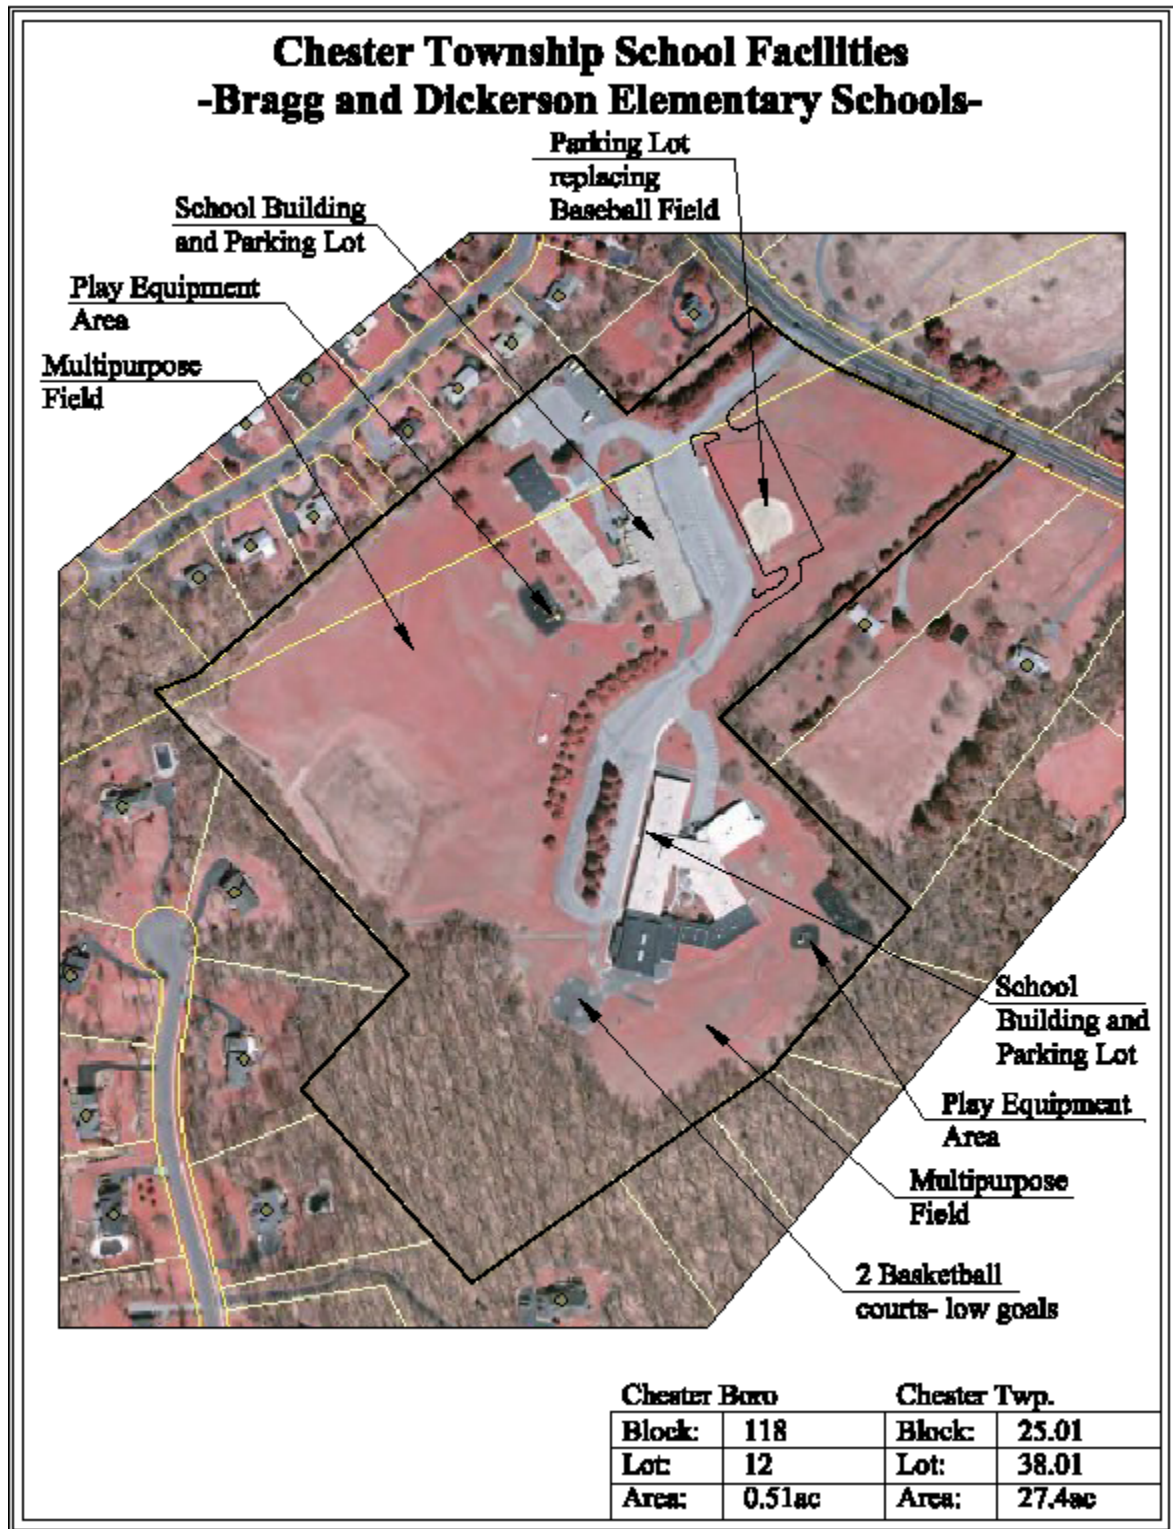 Chester Township School Facilities
-Bragg and Dickerson Elementary Schools-
Parking Lot
replacing
Baseball Field
School Building
and Parking Lot
Play Equipment
Area
Multipurpose
Field
School
Building and
Parking Lot
Play Equipment
Area
Multipurpose
Field
2 Basketball
courts- low goals
Chester Boro Chester Twp.
Block: 118 Block: 25.01
Lot: 12 Lot: 38.01
Area: 0.51ac Area: 27.4ac